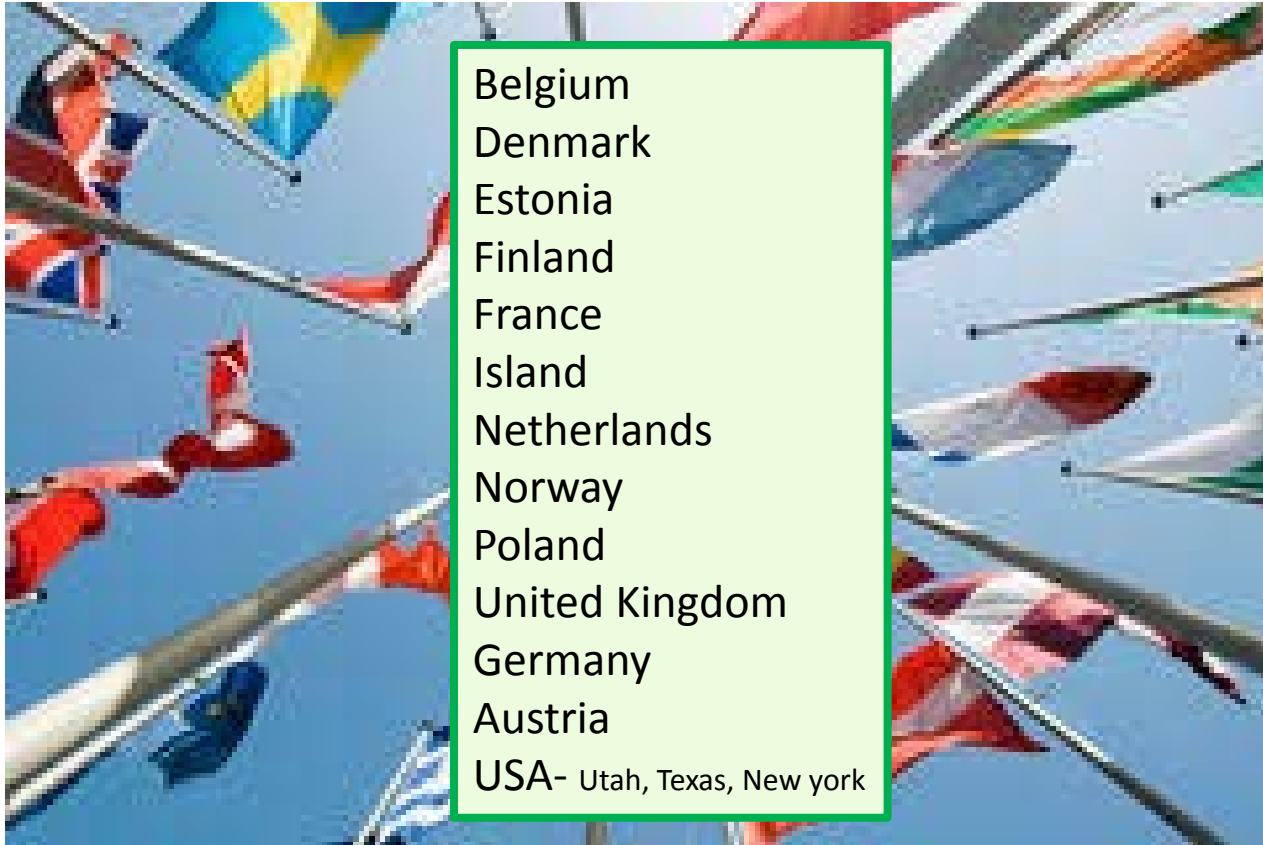 Belgium
Denmark
Estonia
Finland
France
Island
Netherlands
Norway
Poland
United Kingdom
Germany
Austria
USA- Utah, Texas, New york